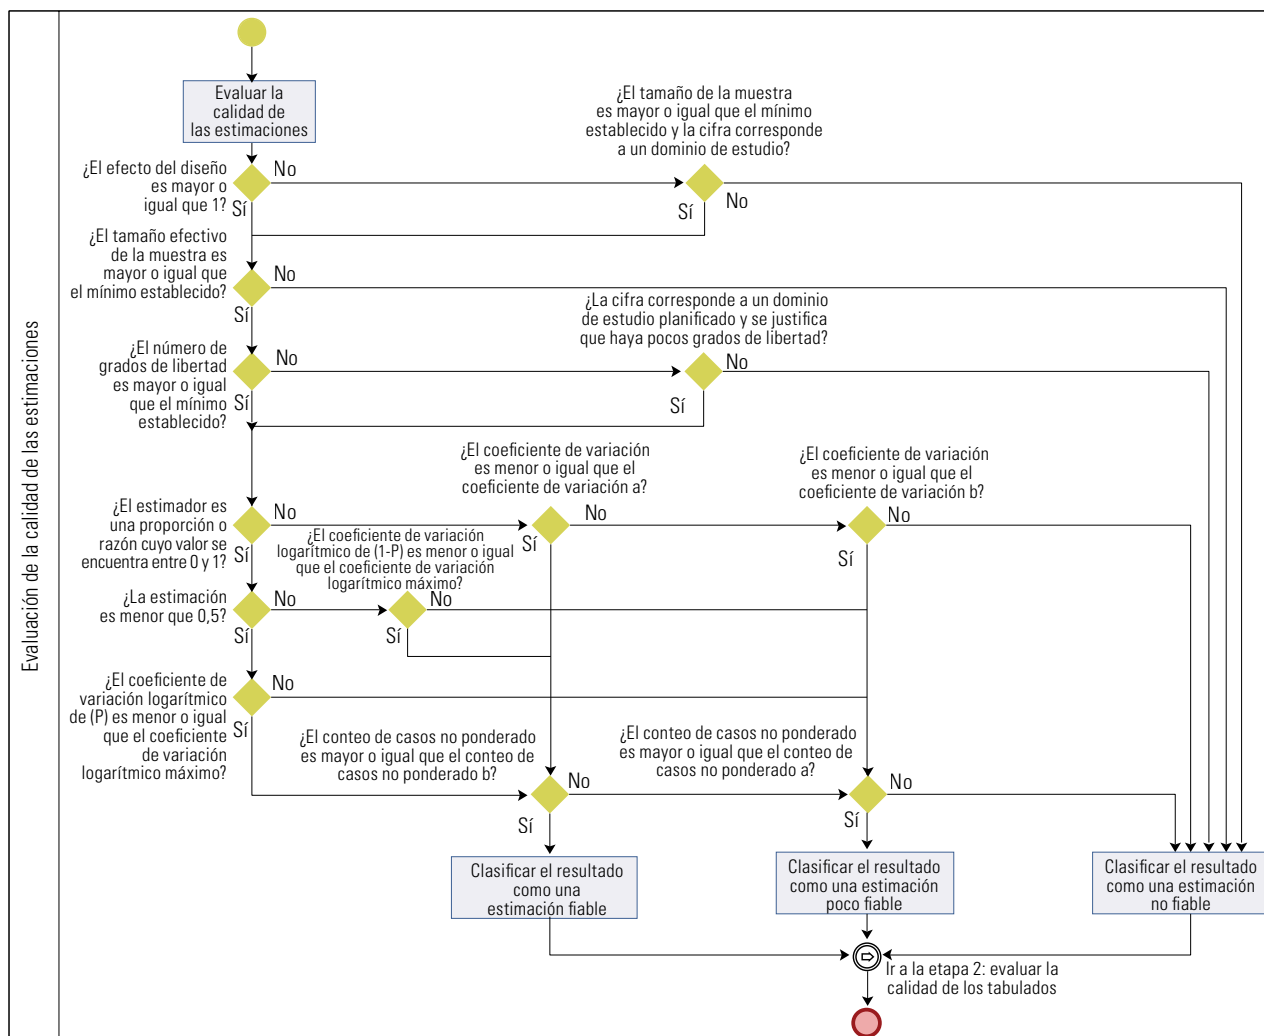 Evaluación de la calidad de las estimaciones
Evaluar la
calidad de
las estimaciones
¿El tamaño de la muestra
es mayor o igual que el mínimo
establecido y la cifra corresponde
a un dominio de estudio?
¿El efecto del diseño
es mayor o
igual que 1?
No
Sí
Sí
No
¿El tamaño efectivo
de la muestra es
mayor o igual que
el mínimo establecido?
No
Sí
¿La cifra corresponde a un dominio
de estudio planificado y se justifica
que haya pocos grados de libertad?
¿El número de
grados de libertad
es mayor o igual
que el mínimo
establecido?
No
Sí
No
Sí
¿El coeficiente de variación
es menor o igual que el
coeficiente de variación a?
¿El coeficiente de variación
es menor o igual que el
coeficiente de variación b?
¿El estimador es
una proporción o
razón cuyo valor se
encuentra entre 0 y 1?
No
Sí
No
Sí
No
Sí
¿El coeficiente de variación
logarítmico de (1-P) es menor o igual
que el coeficiente de variación
logarítmico máximo?
¿La estimación
es menor que 0,5?
No
Sí
No
Sí
¿El coeficiente de
variación logarítmico
de (P) es menor o igual
que el coeficiente
de variación
logarítmico máximo?
No
Sí
¿El conteo de casos no ponderado
es mayor o igual que el conteo de
casos no ponderado b?
¿El conteo de casos no ponderado
es mayor o igual que el conteo de
casos no ponderado a?
No
Sí
No
Sí
Clasificar el resultado
como una
estimación fiable
Clasificar el resultado
como una estimación
poco fiable
Clasificar el resultado
como una estimación
no fiable
Ir a la etapa 2: evaluar la
calidad de los tabulados